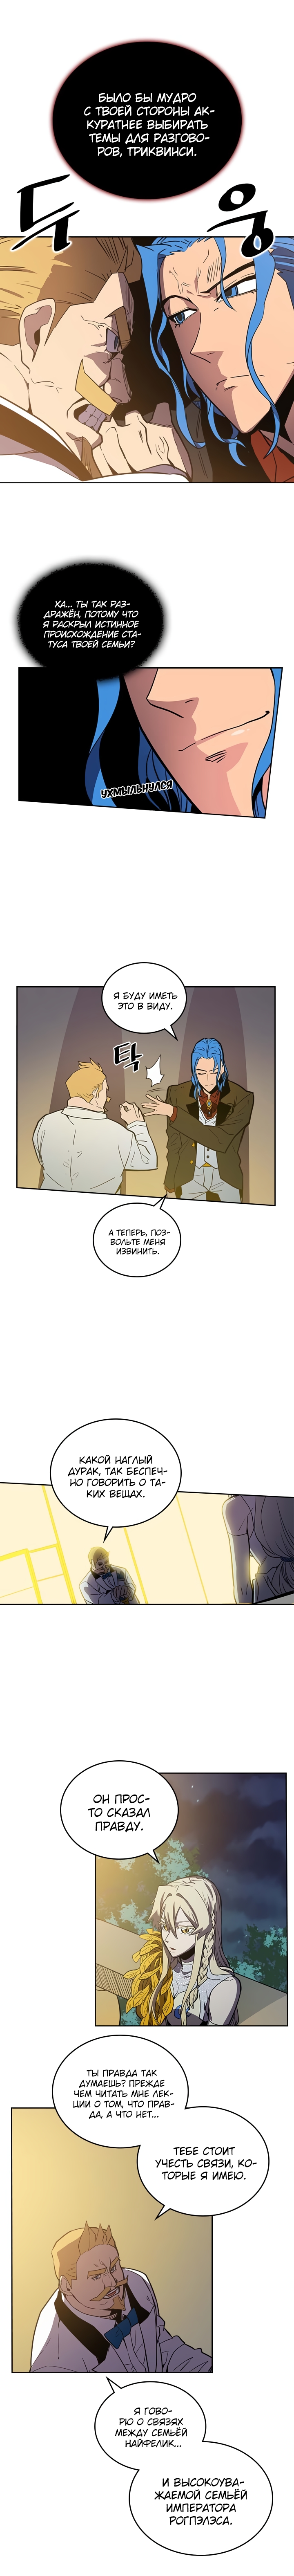 БЫЛО БЫ МУДРО
С ТВОЕЙ СТОРОНЫ АК-
КУРАТНЕЕ ВЫБИРАТЬ
ТЕМЫ ДЛЯ РАЗГОВО-
РОВ, ТРИКВИНСИ.
두 웅
ХА... ТЫ ТАК РАЗ-
ДРАЖЁН, ПОТОМУ ЧТО
Я РАСКРЫЛ ИСТИННОЕ
ПРОИСХОЖДЕНИЕ СТА-
ТУСА ТВОЕЙ СЕМЬИ?
УХМЫЛЬНУЛСЯ
Я БУДУ ИМЕТЬ
ЭТО В ВИДУ.
탁
А ТЕПЕРЬ, ПОЗ-
ВОЛЬТЕ МЕНЯ
ИЗВИНИТЬ.
КАКОЙ НАГЛЫЙ
ДУРАК, ТАК БЕСПЕЧ-
НО ГОВОРИТЬ О ТА-
КИХ ВЕЩАХ.
ОН ПРОС-
ТО СКАЗАЛ
ПРАВДУ.
ТЫ ПРАВДА ТАК
ДУМАЕШЬ? ПРЕЖДЕ
ЧЕМ ЧИТАТЬ МНЕ ЛЕК-
ЦИИ О ТОМ, ЧТО ПРАВ-
ДА, А ЧТО НЕТ...
ТЕБЕ СТОИТ
УЧЕСТЬ СВЯЗИ, КО-
ТОРЫЕ Я ИМЕЮ.
Я ГОВО-
РЮ О СВЯЗЯХ
МЕЖДУ СЕМЬЁЙ
НАЙФЕЛИК...
И ВЫСОКОУВА-
ЖАЕМОЙ СЕМЬЁЙ
ИМПЕРАТОРА
РОГПЭЛЭСА.